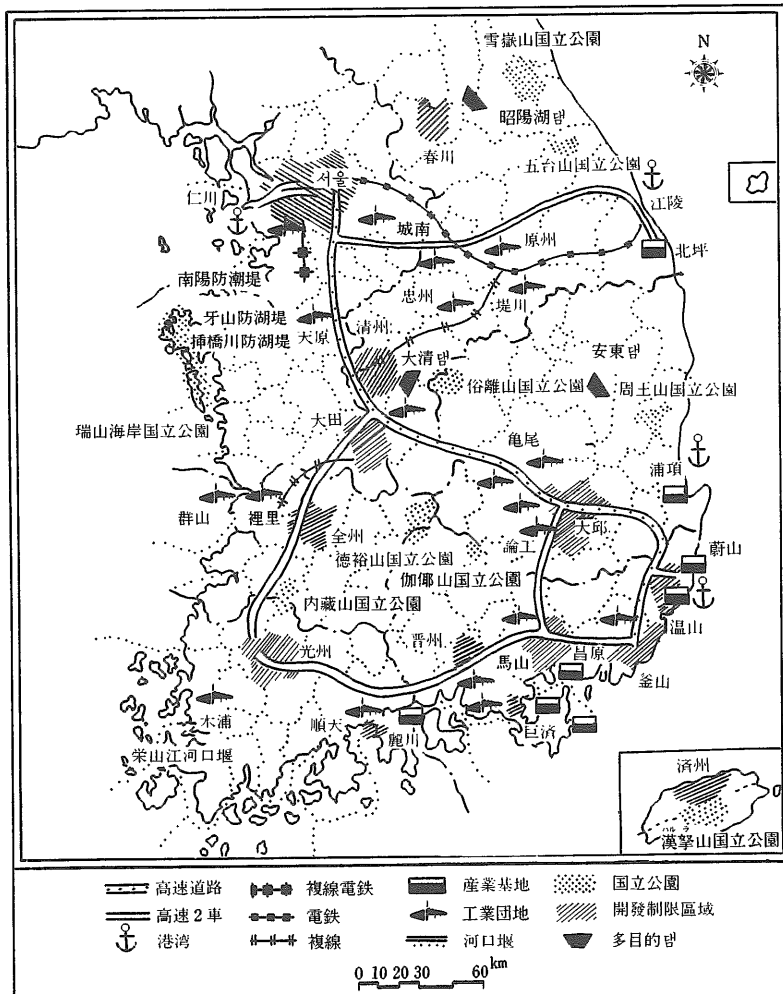 雪嶽山国立公園
N
昭陽湖댐
春川
五台山国立公園
서울
仁川
江陵
城南
原州
北坪
南陽防潮堤
忠州
堤川
牙山防湖堤
天原
清州
挿橋川防湖堤
大清댐
安東댐
俗離山国立公園
周王山国立公園
瑞山海岸国立公園
大田
亀尾
浦項
群山
裡里
全州
論工
大邱
蔚山
徳裕山国立公園
伽倻山国立公園
内蔵山国立公園
温山
光州
晋州
馬山
昌原
釜山
木浦
順天
麗川
巨済
栄山江河口堰
済州
ハルラ
漢拏山国立公園
高速道路
複線電鉄
産業基地
国立公園
高速2車
電鉄
工業団地
開發制限區域
港湾
複線
河口堰
多目的댐
0 10 20 30 60 km